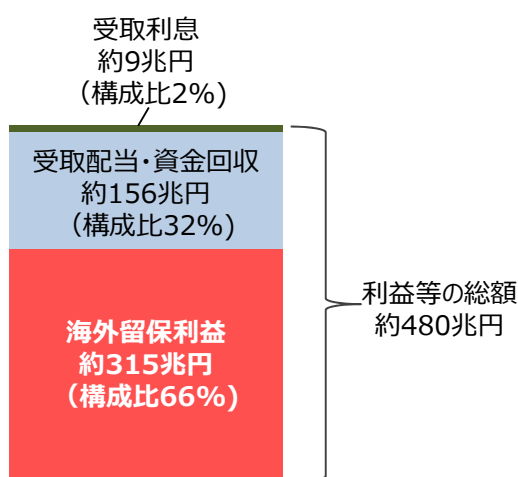 受取利息
約9兆円
（構成比2%）
受取配当・資金回収
約156兆円
（構成比32%）
海外留保利益
約315兆円
（構成比66%）
利益等の総額
約480兆円